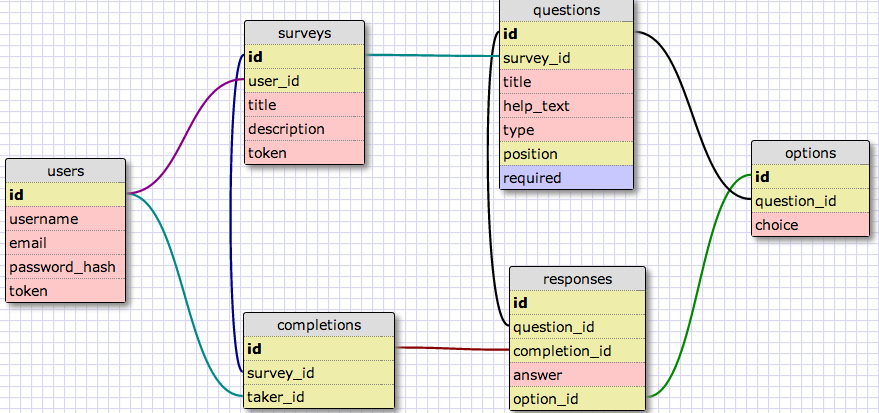 users
id
username
email
password_hash
token
surveys
id
user_id
title
description
token
completions
id
survey_id
taker_id
questions
id
survey_id
title
help_text
type
position
required
responses
id
question_id
completion_id
answer
option_id
options
id
question_id
choice